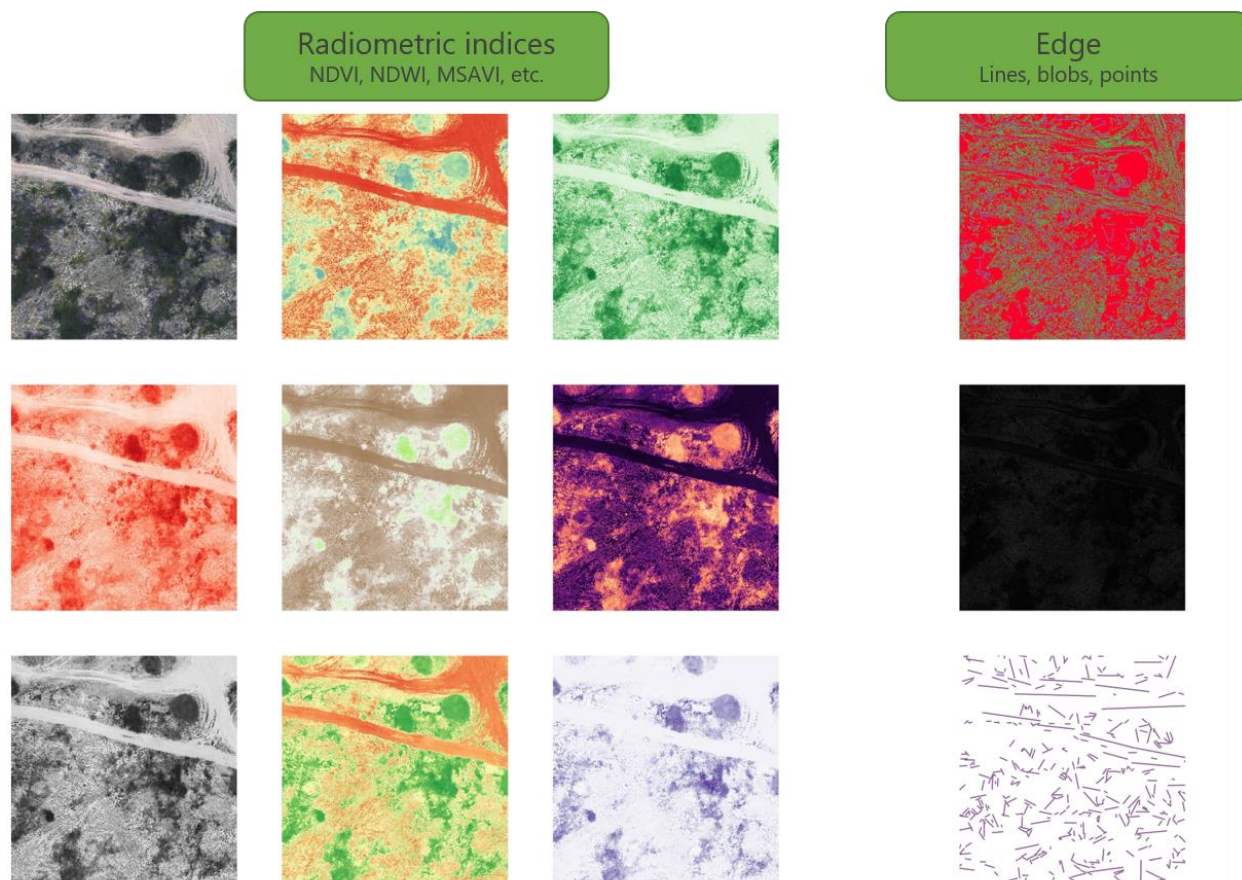 Radiometric indices
NDVI, NDWI, MSAVI, etc.
Edge
Lines, blobs, points